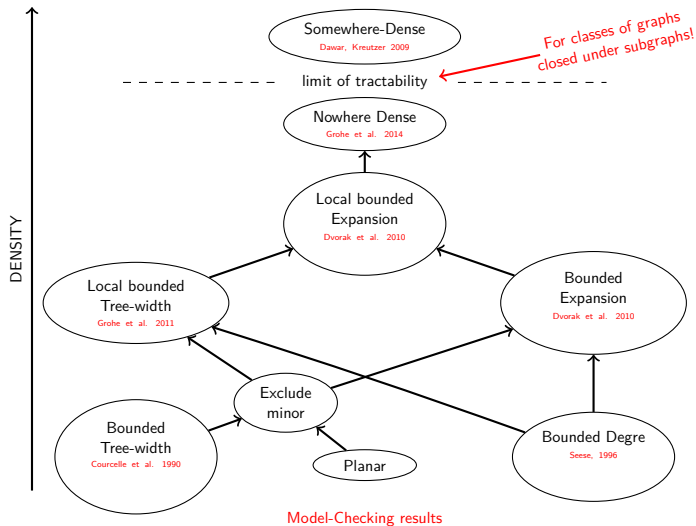 Somewhere-Dense
Dawar, Kreutzer 2009
For classes of graphs
closed under subgraphs!
limit of tractability
Nowhere Dense
Grohe et al. 2014
DENSITY
Local bounded
Expansion
Dvorak et al. 2010
Local bounded
Tree-width
Grohe et al. 2011
Bounded
Expansion
Dvorak et al. 2010
Exclude
minor
Bounded
Tree-width
Courcelle et al. 1990
Planar
Bounded Degre
Seese, 1996
Model-Checking results